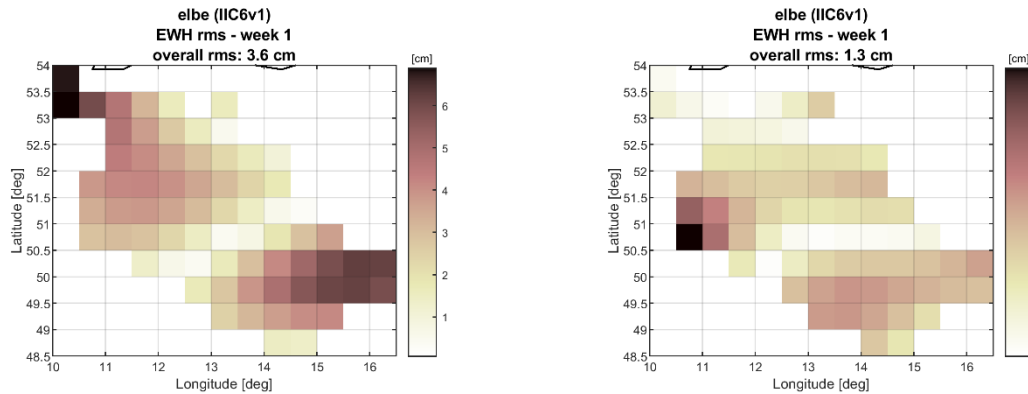 elbe (IIC6v1)
EWH rms - week 1
overall rms: 3.6 cm
[cm]
54
53.5
53
52.5
52
51.5
51
50.5
50
49.5
49
48.5
Latitude [deg]
10 11 12 13 14 15 16
Longitude [deg]
6
5
4
3
2
1
elbe (IIC6v1)
EWH rms - week 1
overall rms: 1.3 cm
[cm]
54
53.5
53
52.5
52
51.5
51
50.5
50
49.5
49
48.5
Latitude [deg]
10 11 12 13 14 15 16
Longitude [deg]